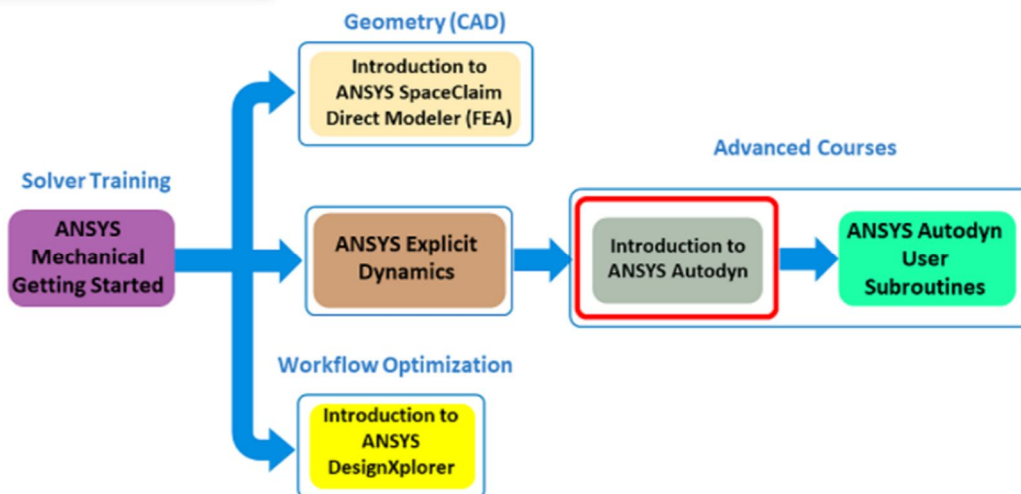 Geometry (CAD)
Introduction to
ANSYS SpaceClaim
Direct Modeler (FEA)
Advanced Courses
Solver Training
ANSYS
Mechanical
Getting Started
ANSYS Explicit
Dynamics
Introduction to
ANSYS Autodyn
ANSYS Autodyn
User
Subroutines
Workflow Optimization
Introduction to
ANSYS
DesignXplorer